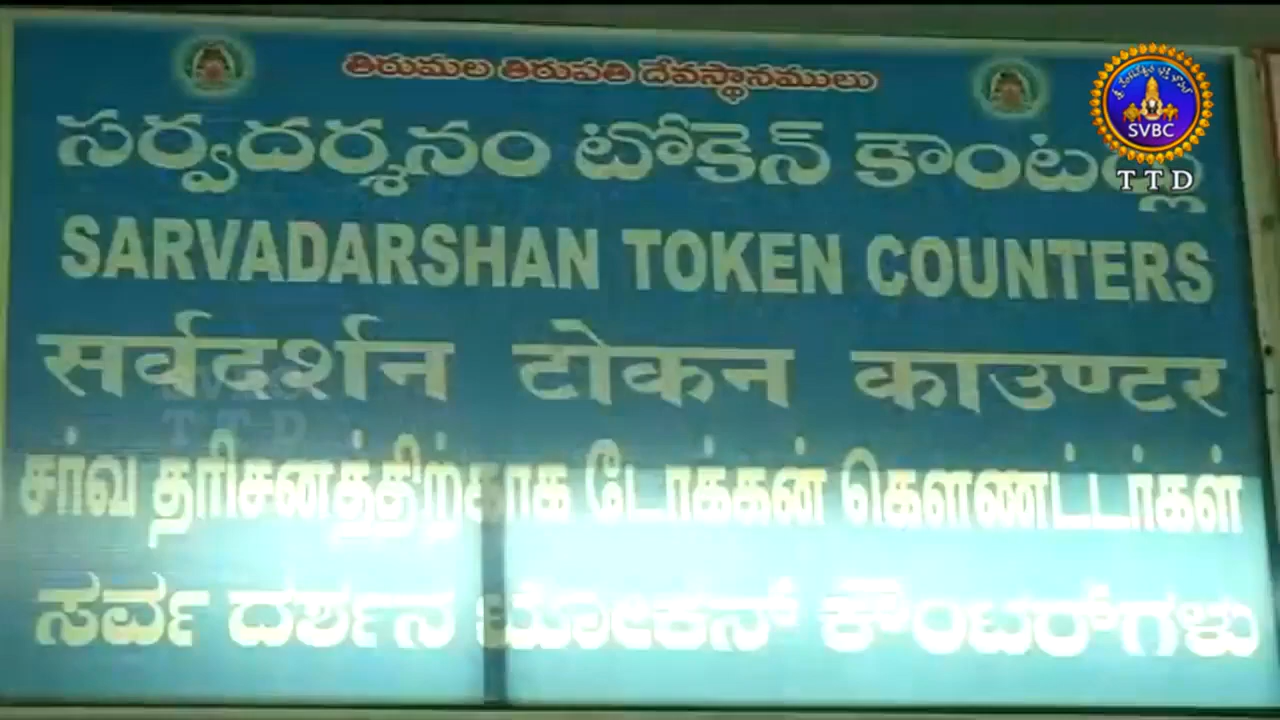 తిరుమల తిరుపతి దేవస్థానములు
సర్వదర్శనం టోకెన్ కౌంటర్లు
SARVADARSHAN TOKEN COUNTERS
सर्वदर्शन टोकन काउण्टर
சர்வ தரிசனத்திற்காக டோக்கன் கௌண்ட்டர்கள்
ಸರ್ವ ದರ್ಶನ ಟೋಕನ್ ಕೌಂಟರ್‌ಗಳು
SVBC
TTD